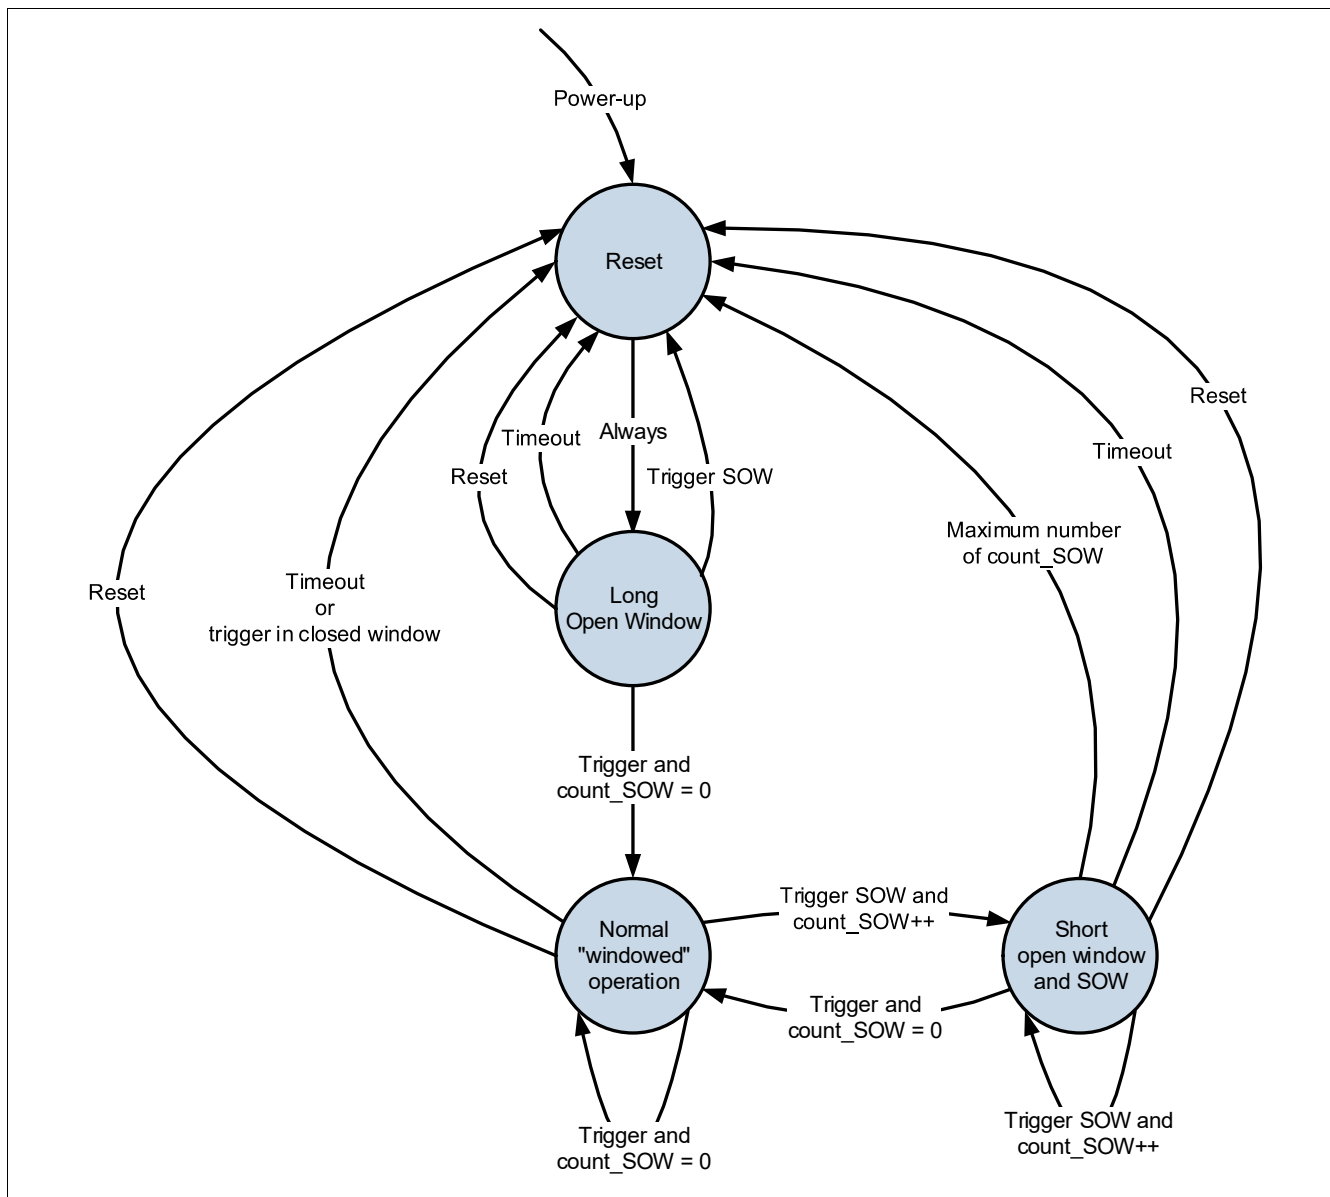 Power-up
Reset
Reset
Timeout
Always
Timeout
Reset
Trigger SOW
Maximum number
of count_SOW
Reset
Timeout
or
trigger in closed window
Long
Open Window
Trigger and
count_SOW = 0
Trigger SOW and
count_SOW++
Normal
"windowed"
operation
Short
open window
and SOW
Trigger and
count_SOW = 0
Trigger and
count_SOW = 0
Trigger SOW and
count_SOW++